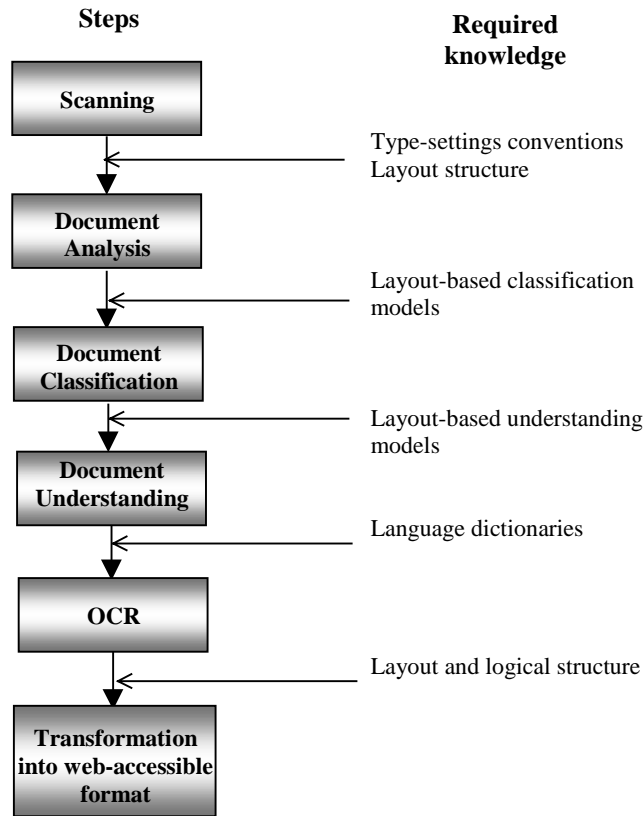 Steps
Required
knowledge
Scanning
Type-settings conventions
Layout structure
Document
Analysis
Layout-based classification
models
Document
Classification
Layout-based understanding
models
Document
Understanding
Language dictionaries
OCR
Layout and logical structure
Transformation
into web-accessible
format